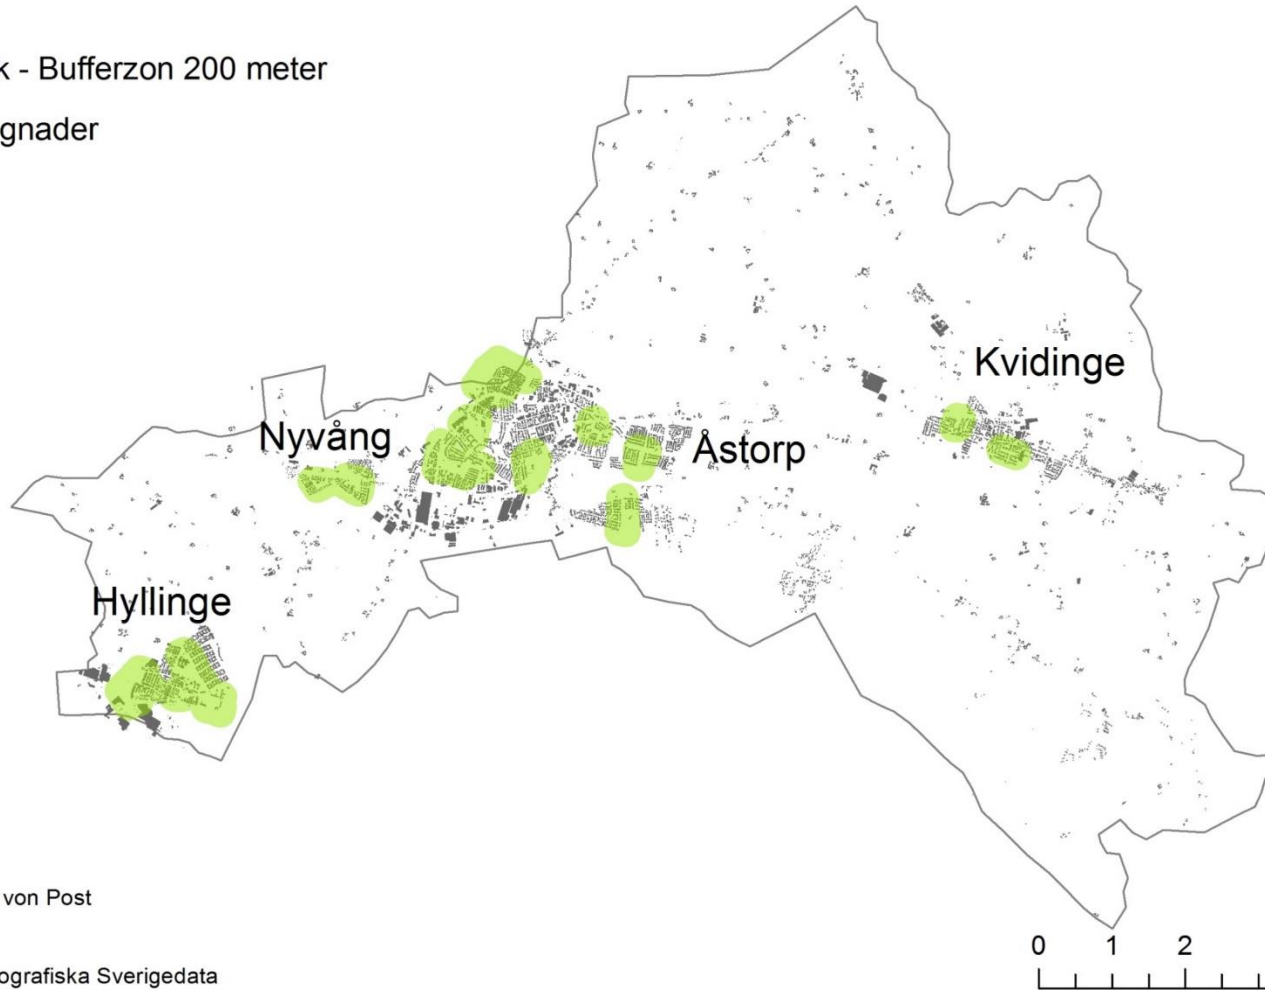 k - Bufferzon 200 meter
gnader
Kvidinge
Nyvång
Åstorp
Hyllinge
von Post
ografiska Sverigedata
0 1 2